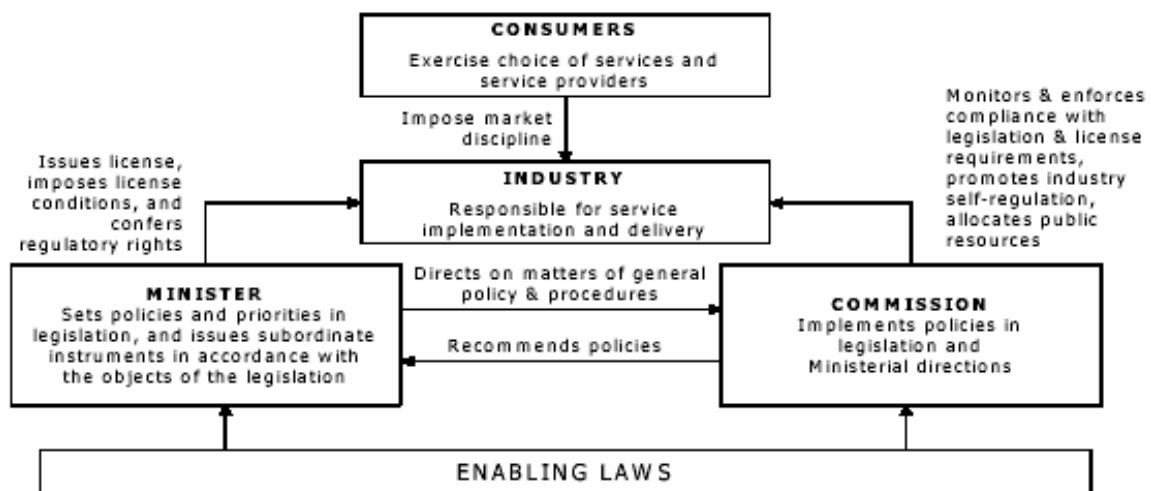 CONSUMERS
Exercise choice of services and
service providers
Impose market
discipline
Monitors & enforces
compliance with
legislation & license
requirements,
promotes industry
self-regulation,
allocates public
resources
Issues license,
imposes license
conditions, and
confers
regulatory rights
INDUSTRY
Responsible for service
implementation and delivery
MINISTER
Sets policies and priorities in
legislation, and issues subordinate
instruments in accordance with
the objects of the legislation
Directs on matters of general
policy & procedures
Recommends policies
COMMISSION
Implements policies in
legislation and
Ministerial directions
ENABLING LAWS